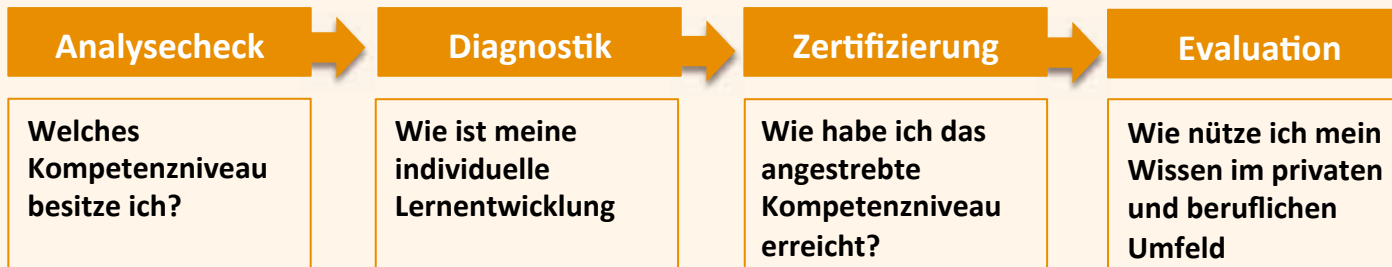 Analysecheck
Diagnostik
Zertifizierung
Evaluation
Welches
Kompetenzniveau
besitze ich?
Wie ist meine
individuelle
Lernentwicklung
Wie habe ich das
angestrebte
Kompetenzniveau
erreicht?
Wie nütze ich mein
Wissen im privaten
und beruflichen
Umfeld